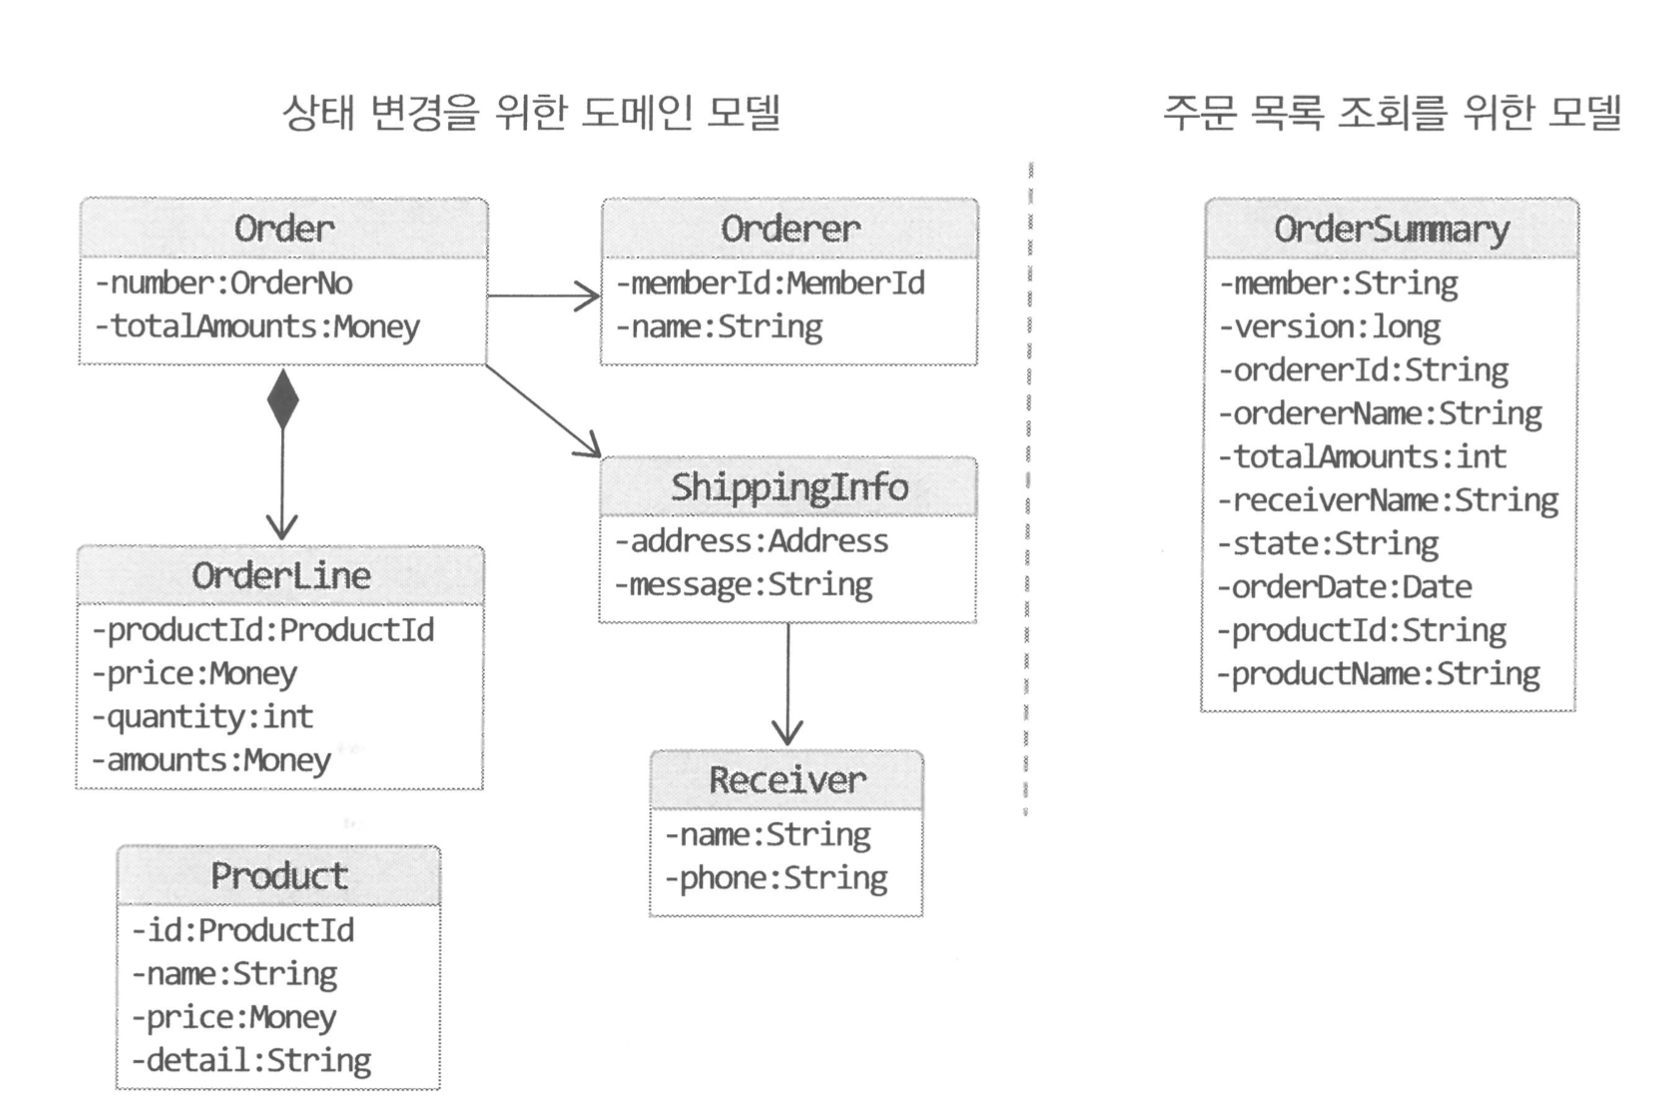 상태 변경을 위한 도메인 모델
Order
-number:OrderNo
-totalAmounts:Money
Orderer
-memberId:MemberId
-name:String
OrderLine
-productId:ProductId
-price:Money
-quantity:int
-amounts:Money
ShippingInfo
-address:Address
-message:String
Receiver
-name:String
-phone:String
Product
-id:ProductId
-name:String
-price:Money
-detail:String
주문 목록 조회를 위한 모델
OrderSummary
-member:String
-version:long
-ordererId:String
-ordererName:String
-totalAmounts:int
-receiverName:String
-state:String
-orderDate:Date
-productId:String
-productName:String